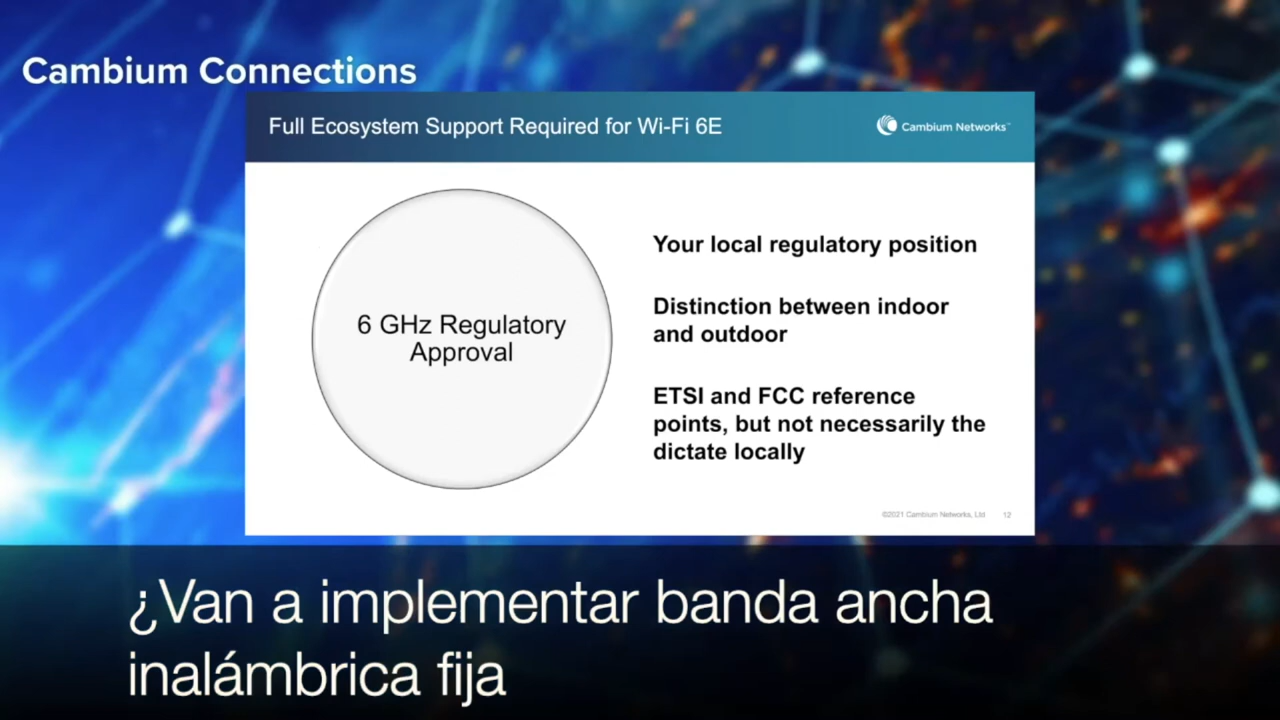 Cambium Connections
Full Ecosystem Support Required for Wi-Fi 6E
Cambium Networks™
6 GHz Regulatory
Approval
Your local regulatory position
Distinction between indoor
and outdoor
ETSI and FCC reference
points, but not necessarily the
dictate locally
©2021 Cambium Networks, Ltd 12
¿Van a implementar banda ancha
inalámbrica fija